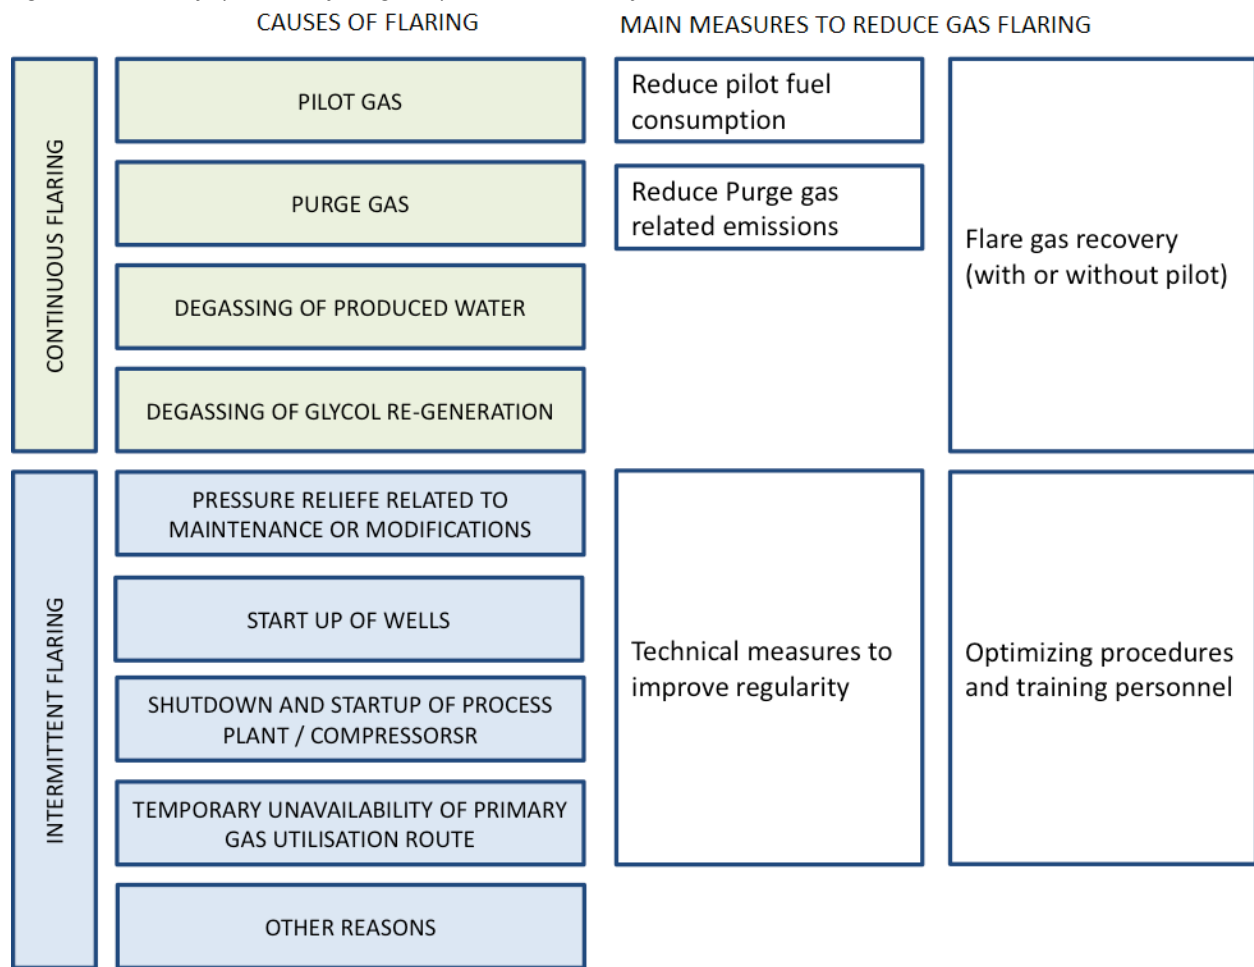 CAUSES OF FLARING
MAIN MEASURES TO REDUCE GAS FLARING
CONTINUOUS FLARING
PILOT GAS
PURGE GAS
DEGASSING OF PRODUCED WATER
DEGASSING OF GLYCOL RE-GENERATION
Reduce pilot fuel
consumption
Reduce Purge gas
related emissions
Flare gas recovery
(with or without pilot)
INTERMITTENT FLARING
PRESSURE RELIEFE RELATED TO
MAINTENANCE OR MODIFICATIONS
START UP OF WELLS
SHUTDOWN AND STARTUP OF PROCESS
PLANT / COMPRESSORSR
TEMPORARY UNAVAILABILITY OF PRIMARY
GAS UTILISATION ROUTE
OTHER REASONS
Technical measures to
improve regularity
Optimizing procedures
and training personnel